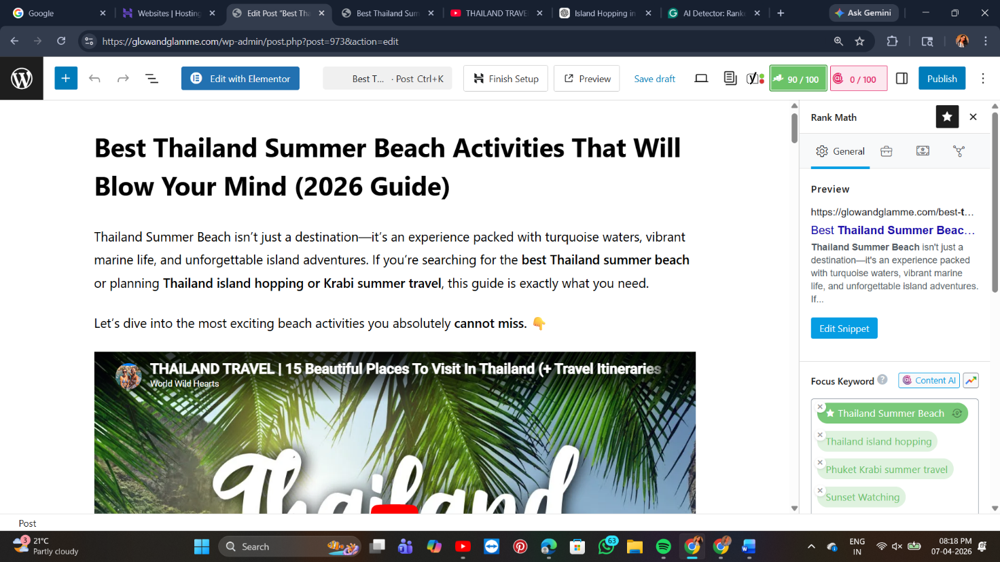 Google
Websites | Hosting
Edit Post “Best Tha
Best Thailand Sum
THAILAND TRAVE
Island Hopping in
AI Detector: Ranke
Ask Gemini
https://glowandglamme.com/wp-admin/post.php?post=973&action=edit
Edit with Elementor
Best T... · Post Ctrl+K
Finish Setup
Preview
Save draft
90 / 100
0 / 100
Publish
Best Thailand Summer Beach Activities That Will
Blow Your Mind (2026 Guide)
Thailand Summer Beach isn’t just a destination—it’s an experience packed with turquoise waters, vibrant
marine life, and unforgettable island adventures. If you’re searching for the best Thailand summer beach
or planning Thailand island hopping or Krabi summer travel, this guide is exactly what you need.
Let’s dive into the most exciting beach activities you absolutely cannot miss. 👇
THAILAND TRAVEL | 15 Beautiful Places To Visit In Thailand (+ Travel Itineraries
World Wild Hearts
Thailand
Rank Math
General
Preview
https://glowandglamme.com/best-t...
Best Thailand Summer Beac...
Thailand Summer Beach isn't just a
destination—it's an experience packed
with turquoise waters, vibrant marine
life, and unforgettable island adventures.
If...
Edit Snippet
Focus Keyword
Content AI
Thailand Summer Beach
Thailand island hopping
Phuket Krabi summer travel
Sunset Watching
Post
3
21°C
Partly cloudy
Search
63
ENG
IN
08:18 PM
07-04-2026